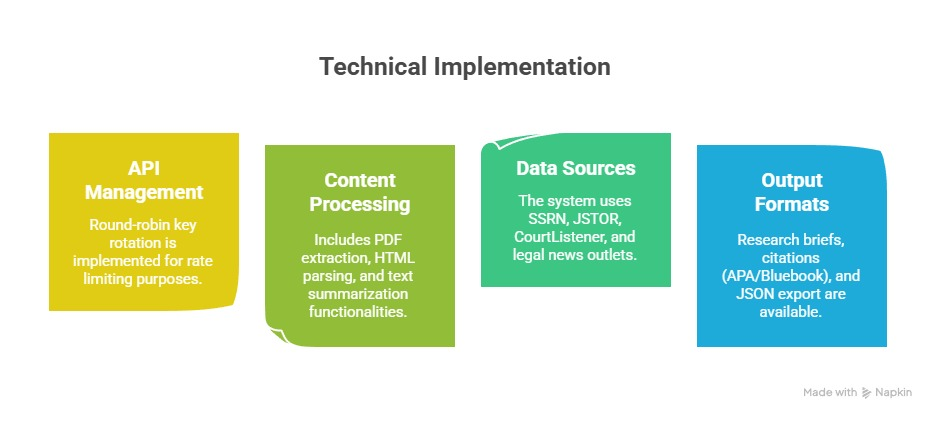 Technical Implementation
API
Management
Round-robin key
rotation is
implemented for rate
limiting purposes.
Content
Processing
Includes PDF
extraction, HTML
parsing, and text
summarization
functionalities.
Data Sources
The system uses
SSRN, JSTOR,
CourtListener, and
legal news outlets.
Output
Formats
Research briefs,
citations
(APA/Bluebook), and
JSON export are
available.
Made with Napkin